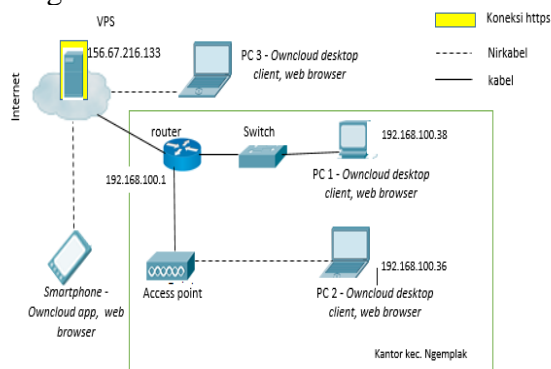 VPS
156.67.216.133
Internet
Koneksi https
Nirkabel
kabel
PC 3 - Owncloud desktop
client, web browser
router
Switch
192.168.100.1
192.168.100.38
PC 1 - Owncloud desktop
client, web browser
Smartphone -
Owncloud app, web
browser
Access point
192.168.100.36
PC 2 - Owncloud desktop
client, web browser
Kantor kec. Ngemplak